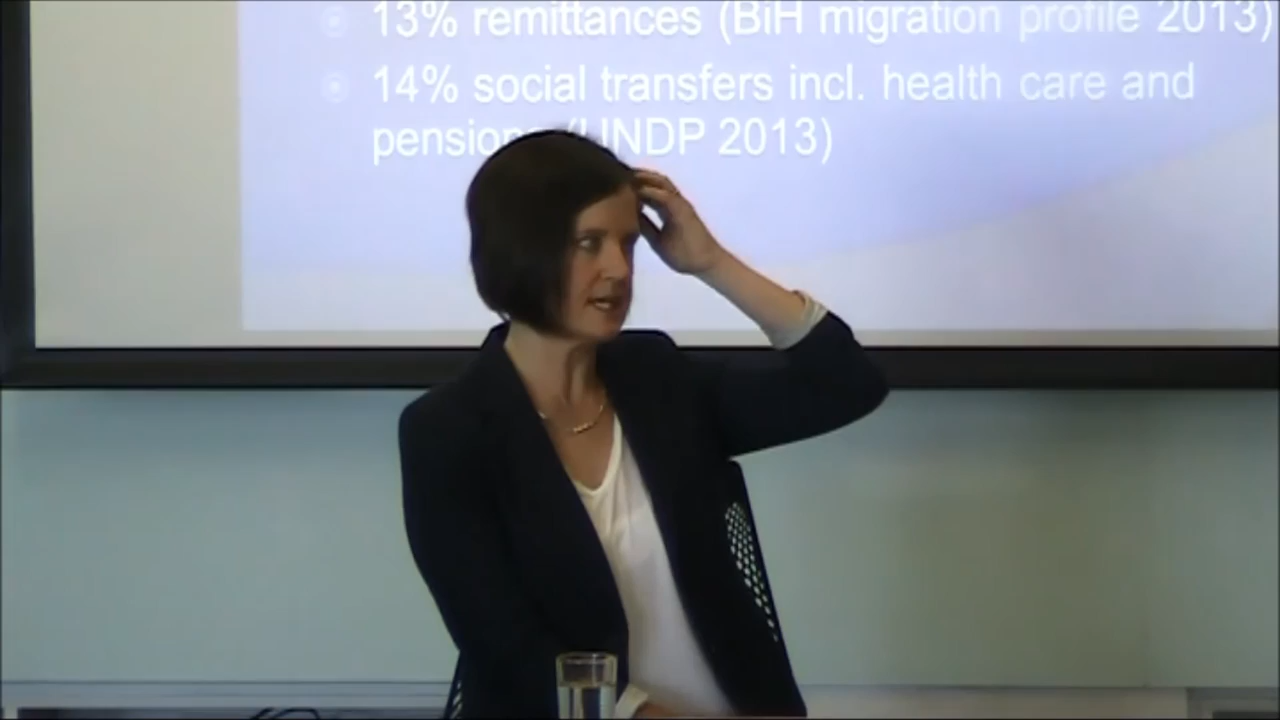 13% remittances (BiH migration profile 2013)
14% social transfers incl. health care and
(UNDP 2013)